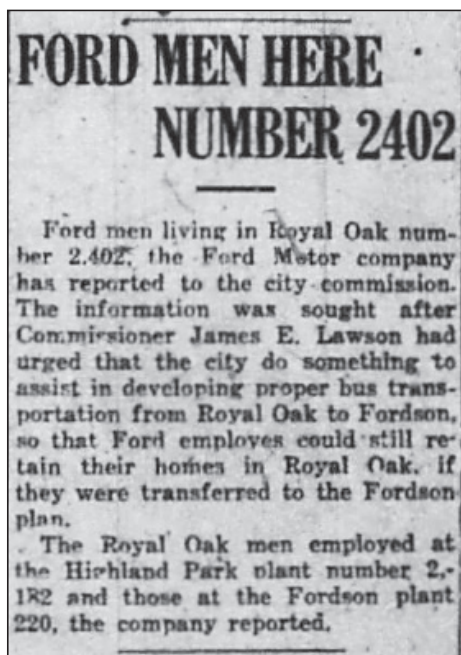 FORD MEN HERE
NUMBER 2402
Ford men living in Royal Oak num-
ber 2,402, the Ford Motor company
has reported to the city commission.
The information was sought after
Commissioner James E. Lawson had
urged that the city do something to
assist in developing proper bus trans-
portation from Royal Oak to Fordson,
so that Ford employes could still re-
tain their homes in Royal Oak, if
they were transferred to the Fordson
plan.
The Royal Oak men employed at
the Highland Park plant number 2,-
182 and those at the Fordson plant
220, the company reported.